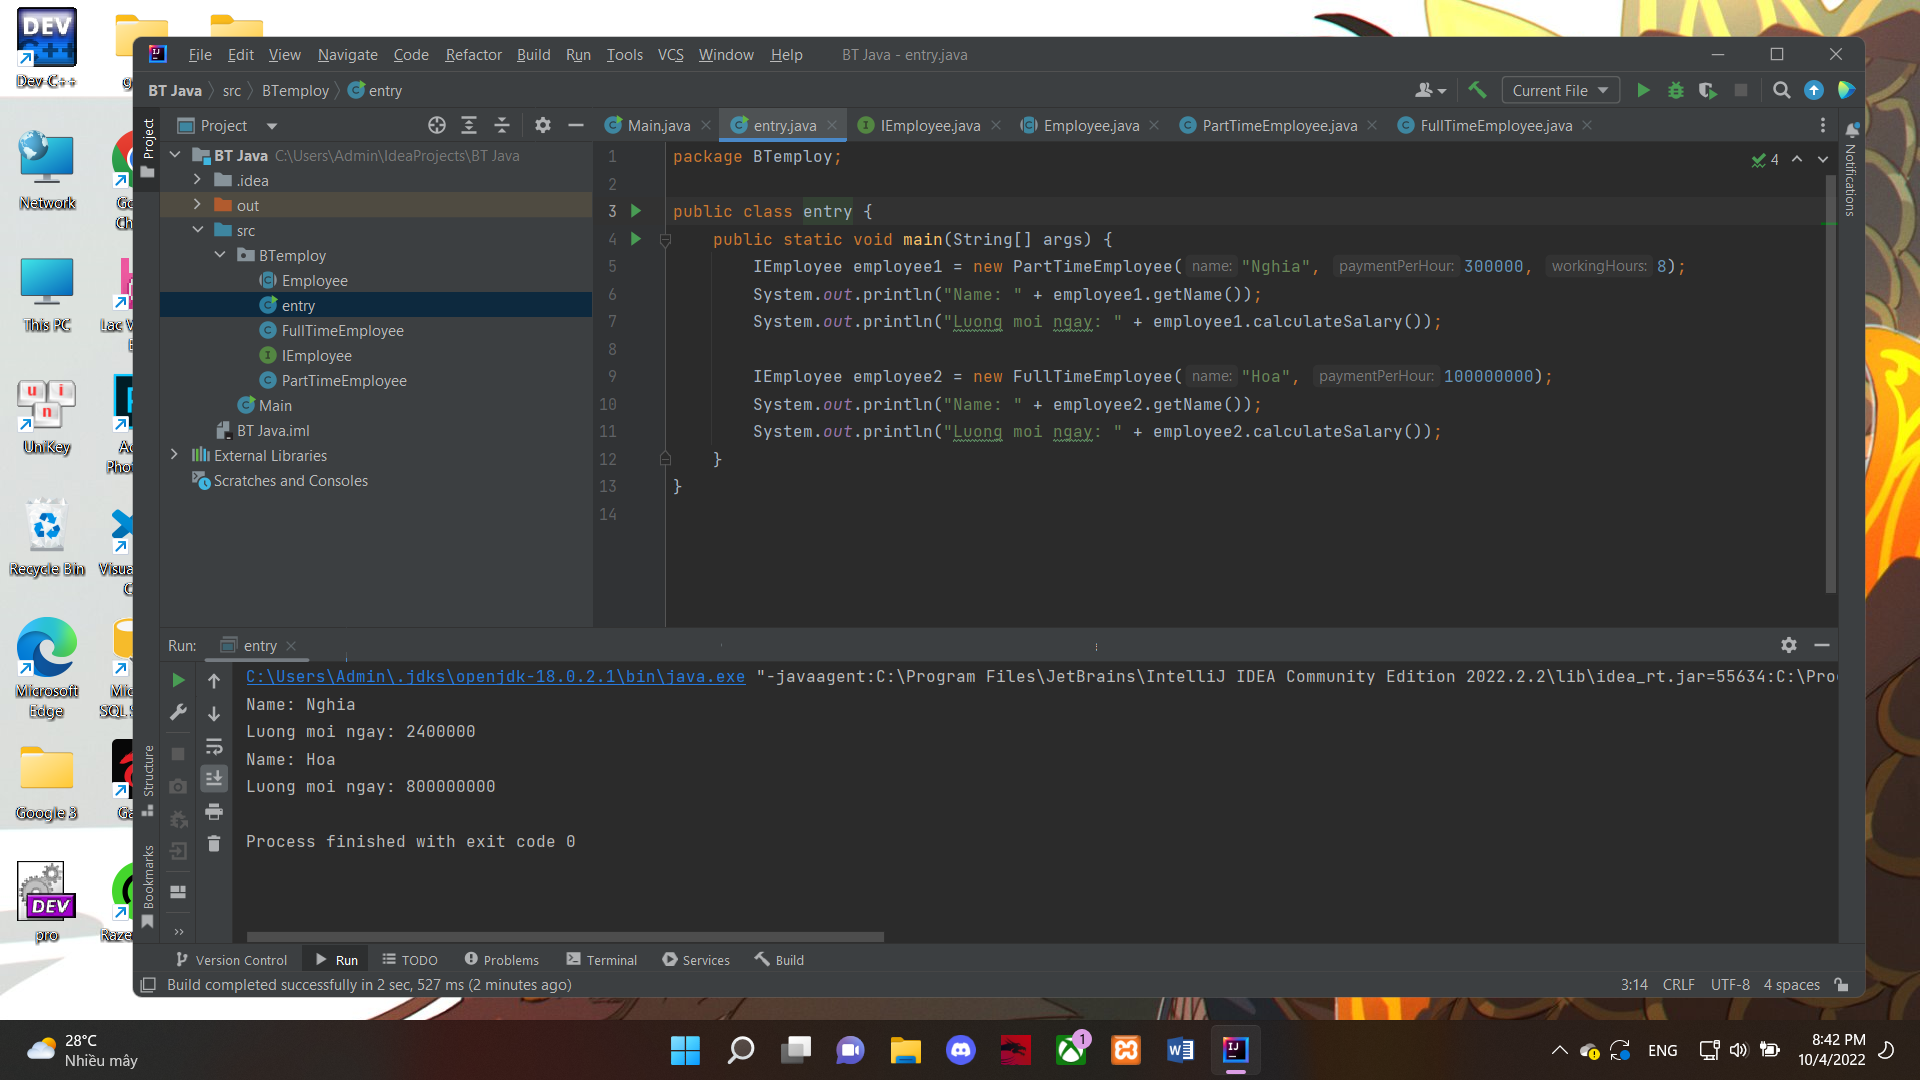 Dev-C++
Network
This PC
UniKey
Recycle Bin
Microsoft Edge
Google 3
pro
File Edit View Navigate Code Refactor Build Run Tools VCS Window Help BT Java - entry.java
BT Java src BTemploy entry
Current File
Project
Main.java entry.java IEmployee.java Employee.java PartTimeEmployee.java FullTimeEmployee.java
Project
Notifications
BT Java C:\Users\Admin\IdeaProjects\BT Java
.idea
out
src
BTemploy
Employee
entry
FullTimeEmployee
IEmployee
PartTimeEmployee
Main
BT Java.iml
External Libraries
Scratches and Consoles
4
1 package BTemploy;
2
3 public class entry {
4 public static void main(String[] args) {
5 IEmployee employee1 = new PartTimeEmployee( name: "Nghia", paymentPerHour: 300000, workingHours: 8);
6 System.out.println("Name: " + employee1.getName());
7 System.out.println("Luong moi ngay: " + employee1.calculateSalary());
8
9 IEmployee employee2 = new FullTimeEmployee( name: "Hoa", paymentPerHour: 100000000);
10 System.out.println("Name: " + employee2.getName());
11 System.out.println("Luong moi ngay: " + employee2.calculateSalary());
12 }
13 }
14
Run: entry
C:\Users\Admin\.jdks\openjdk-18.0.2.1\bin\java.exe "-javaagent:C:\Program Files\JetBrains\IntelliJ IDEA Community Edition 2022.2.2\lib\idea_rt.jar=55634:C:\
Name: Nghia
Luong moi ngay: 2400000
Name: Hoa
Luong moi ngay: 800000000
Process finished with exit code 0
Structure
Bookmarks
Version Control Run TODO Problems Terminal Services Build
Build completed successfully in 2 sec, 527 ms (2 minutes ago)
3:14 CRLF UTF-8 4 spaces
28°C
Nhiều mây
1
ENG
8:42 PM
10/4/2022